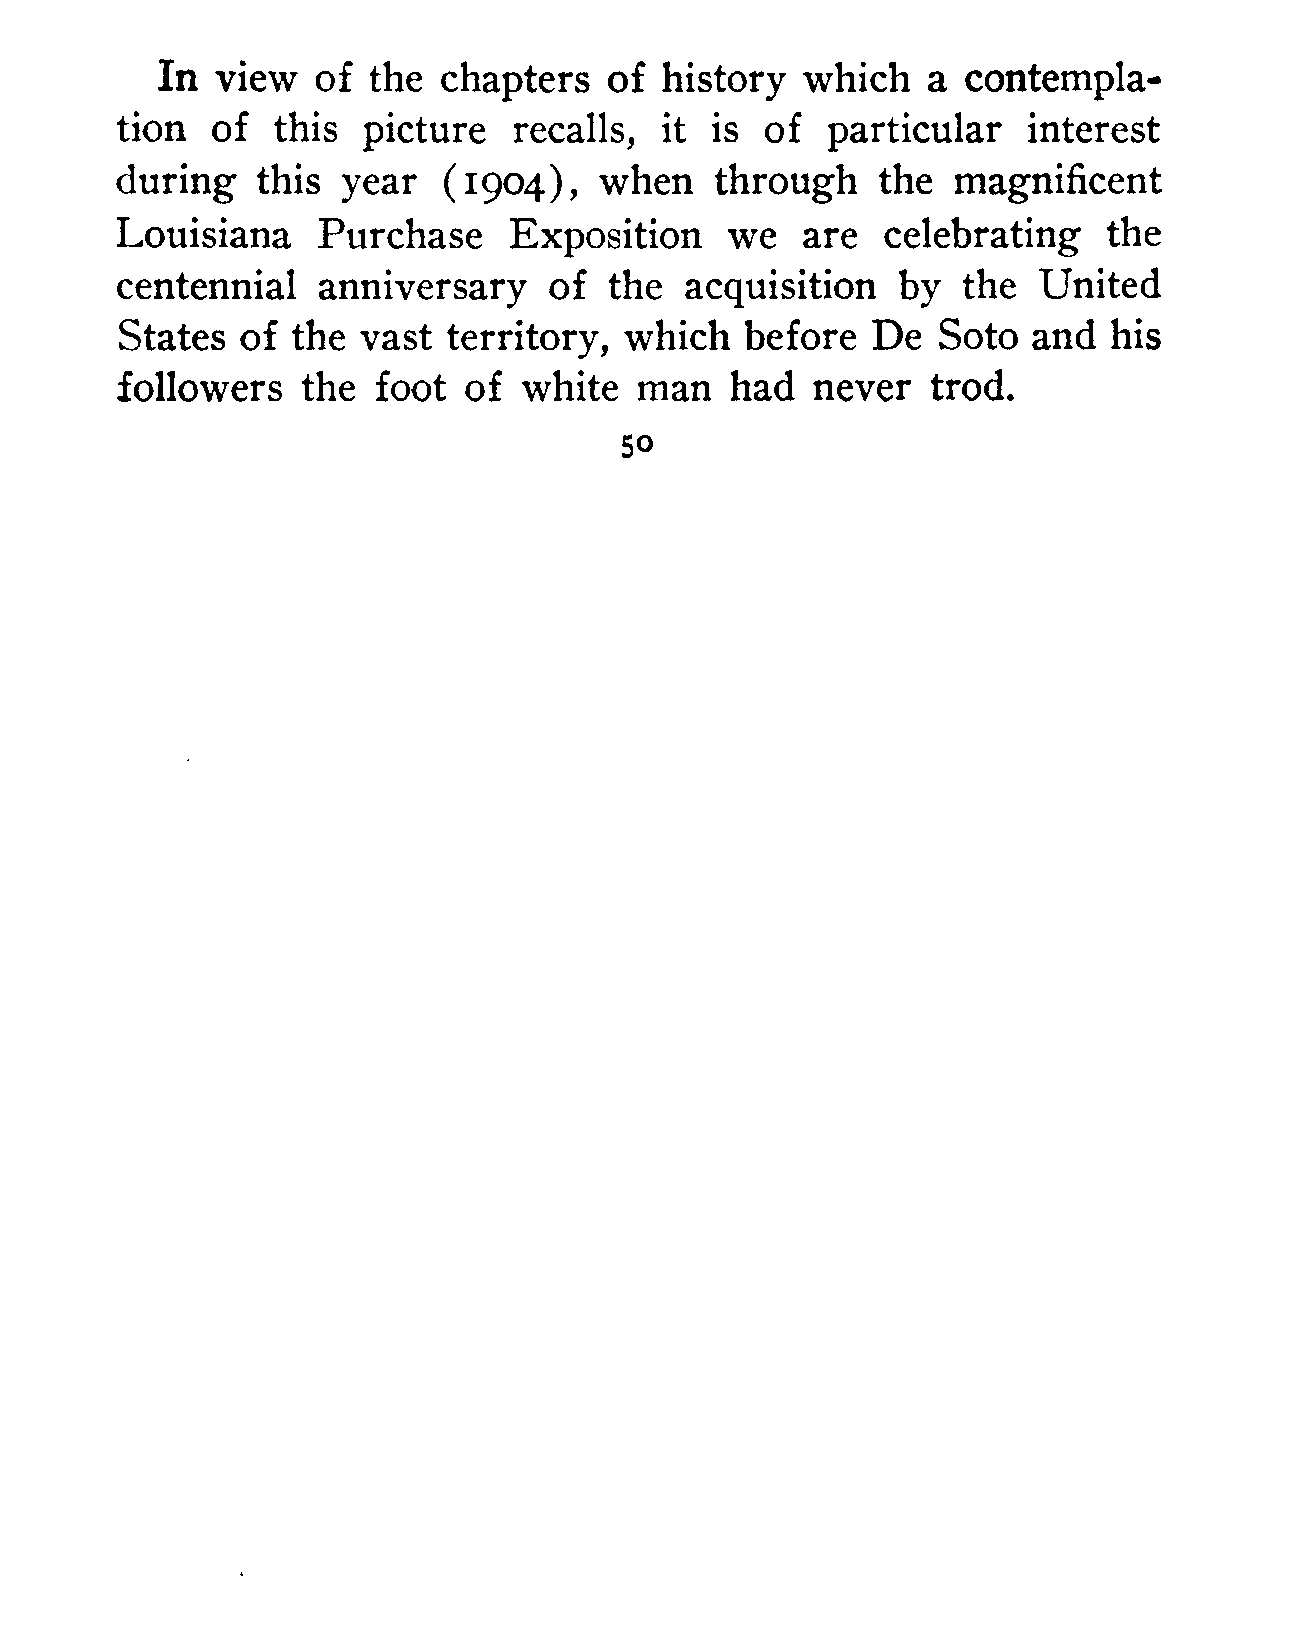 In view of the chapters of history which a contempla-
tion of this picture recalls, it is of particular interest
during this year (1904), when through the magnificent
Louisiana Purchase Exposition we are celebrating the
centennial anniversary of the acquisition by the United
States of the vast territory, which before De Soto and his
followers the foot of white man had never trod.
50